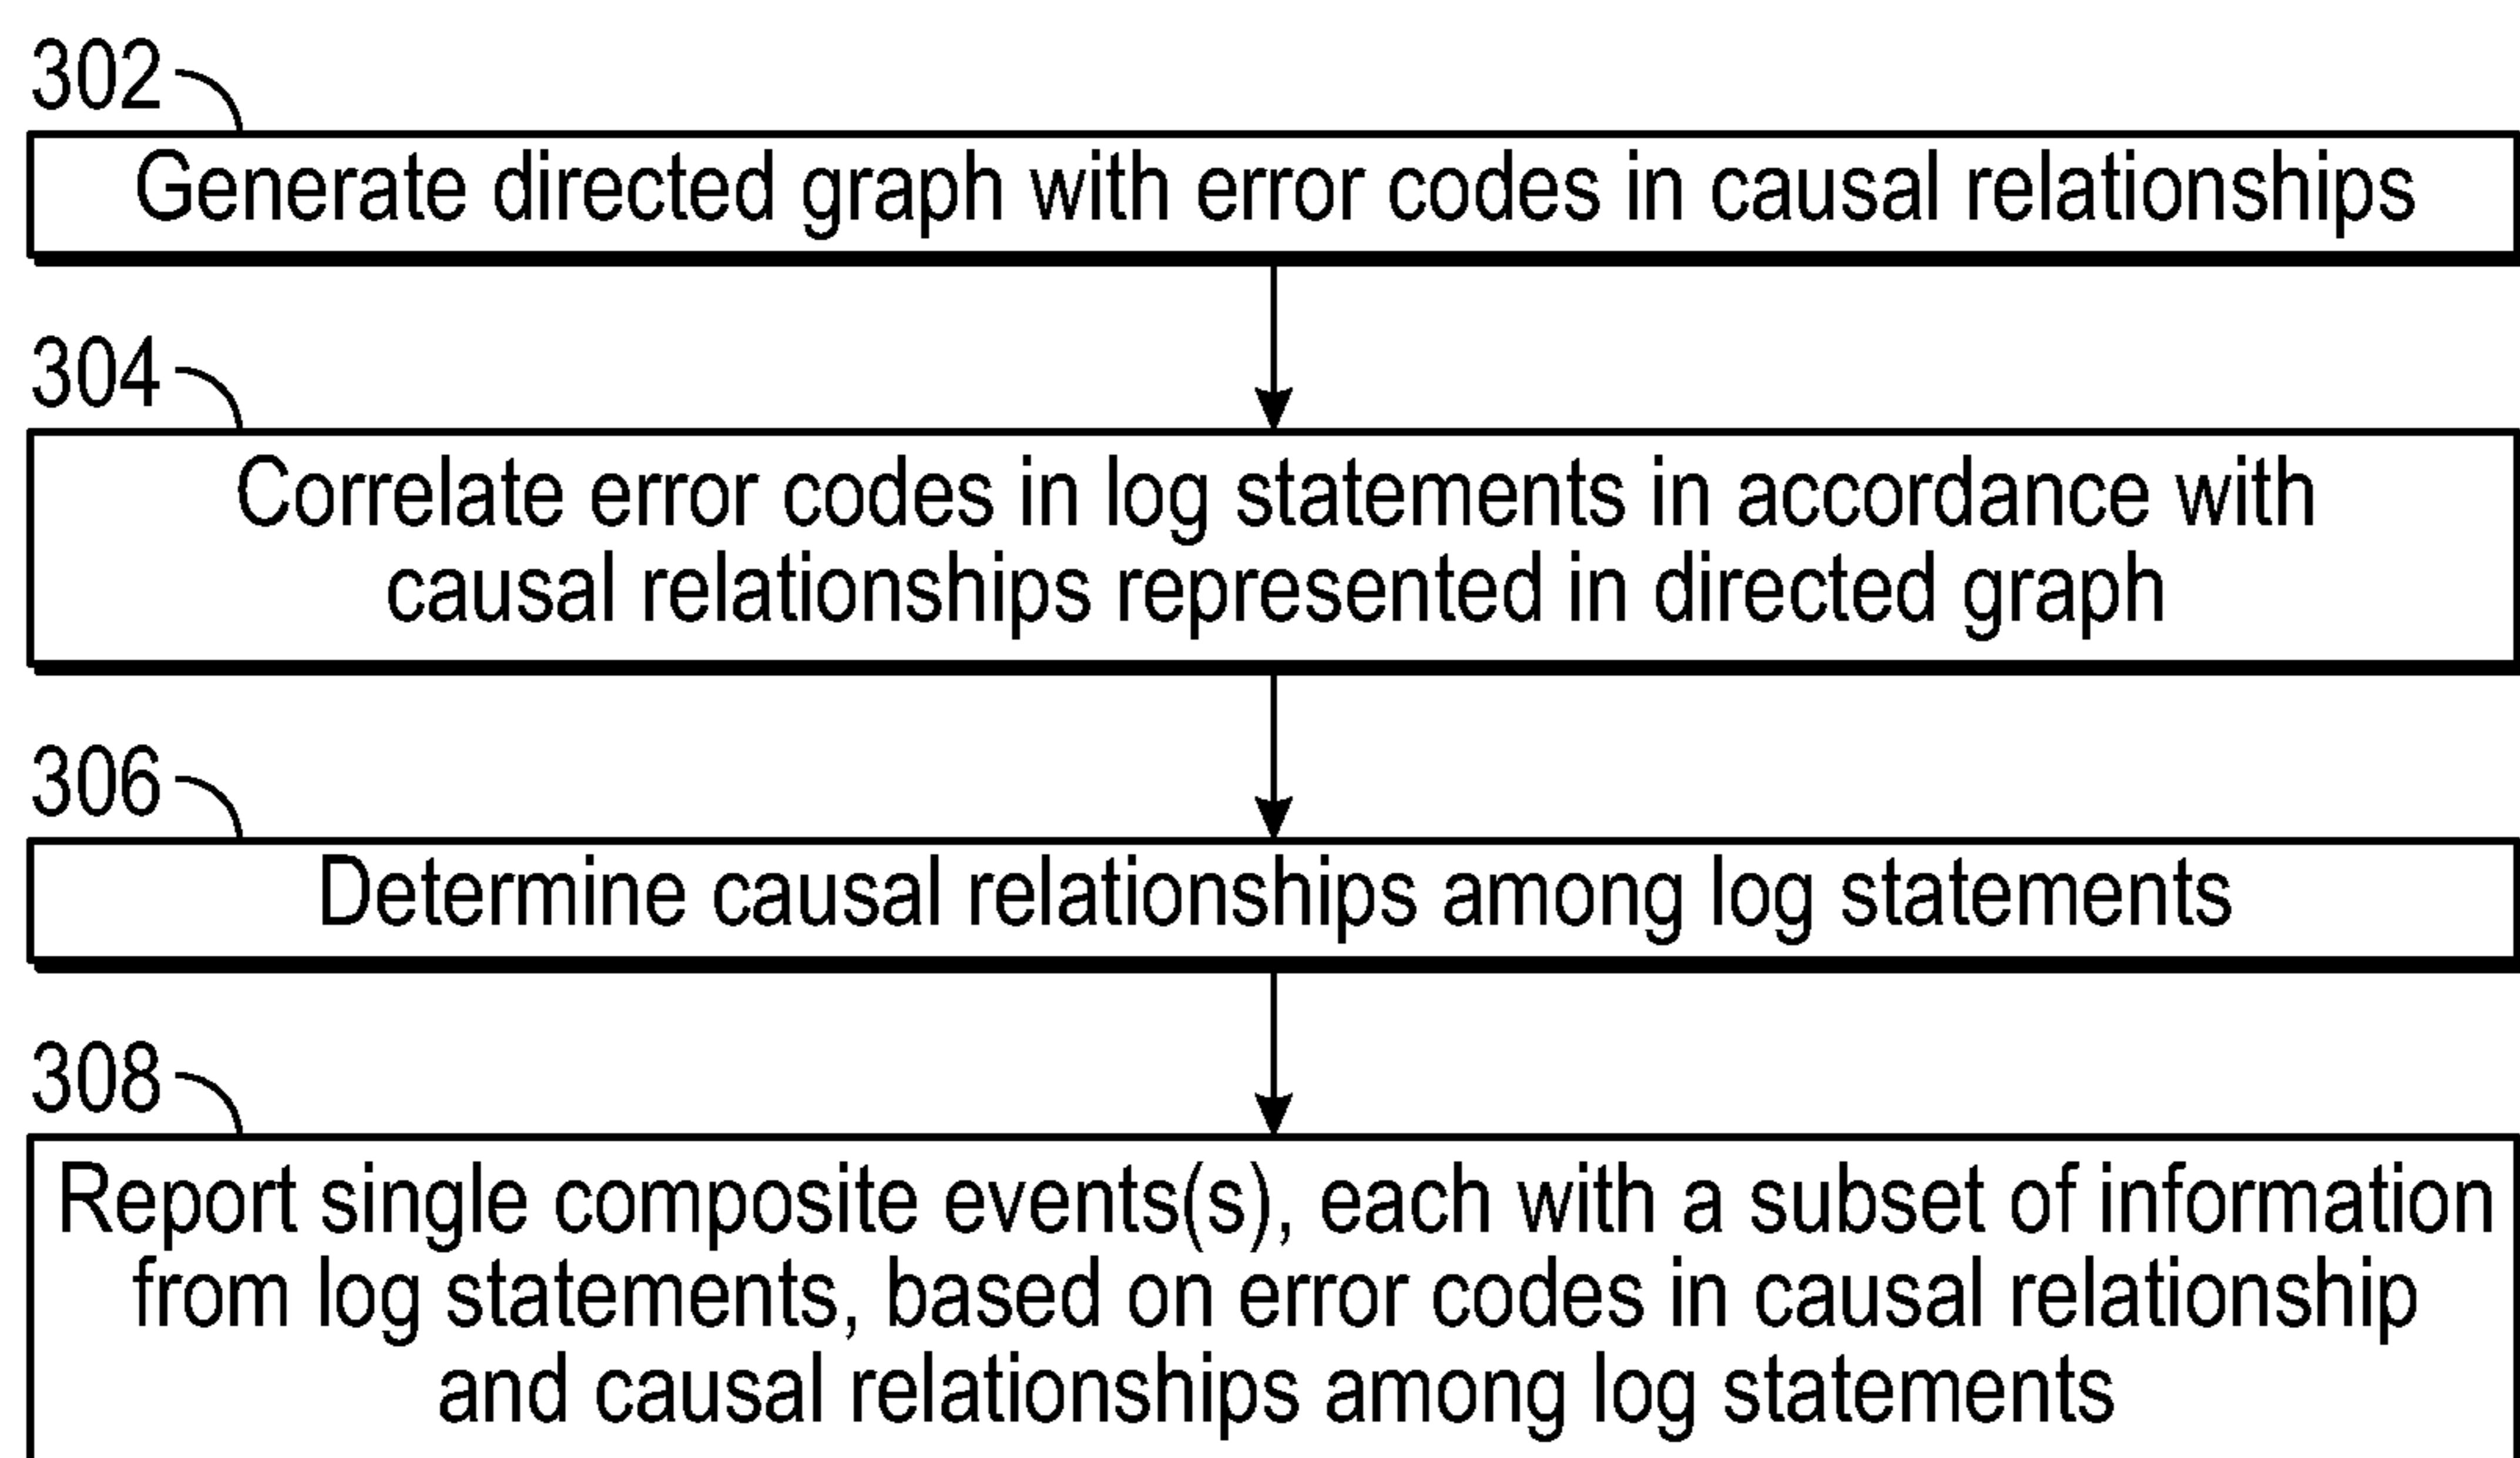 302
Generate directed graph with error codes in causal relationships
304
Correlate error codes in log statements in accordance with
causal relationships represented in directed graph
306
Determine causal relationships among log statements
308
Report single composite events(s), each with a subset of information
from log statements, based on error codes in causal relationship
and causal relationships among log statements